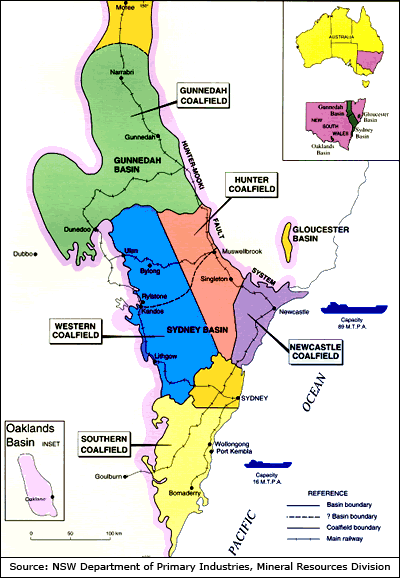 Moree
150°
AUSTRALIA
Gunnedah
Basin
Gloucester
Basin
NEW
SOUTH
WALES
Sydney
Basin
Oaklands
Basin
Narrabri
GUNNEDAH
COALFIELD
Gunnedah
GUNNEDAH
BASIN
HUNTER-MOOKI
FAULT
SYSTEM
HUNTER
COALFIELD
GLOUCESTER
BASIN
Dunedoo
Dubbo
Ulan
Bylong
Muswellbrook
Singleton
Rylstone
Kandos
Newcastle
Capacity
89 M.T.P.A.
WESTERN
COALFIELD
SYDNEY BASIN
NEWCASTLE
COALFIELD
Lithgow
SYDNEY
OCEAN
Oaklands
Basin INSET
Oaklands
SOUTHERN
COALFIELD
Wollongong
Port Kembla
Goulburn
Capacity
16 M.T.P.A.
Bomaderry
PACIFIC
REFERENCE
Basin boundary
? Basin boundary
Coalfield boundary
Main railway
0 50 100 km
Source: NSW Department of Primary Industries, Mineral Resources Division